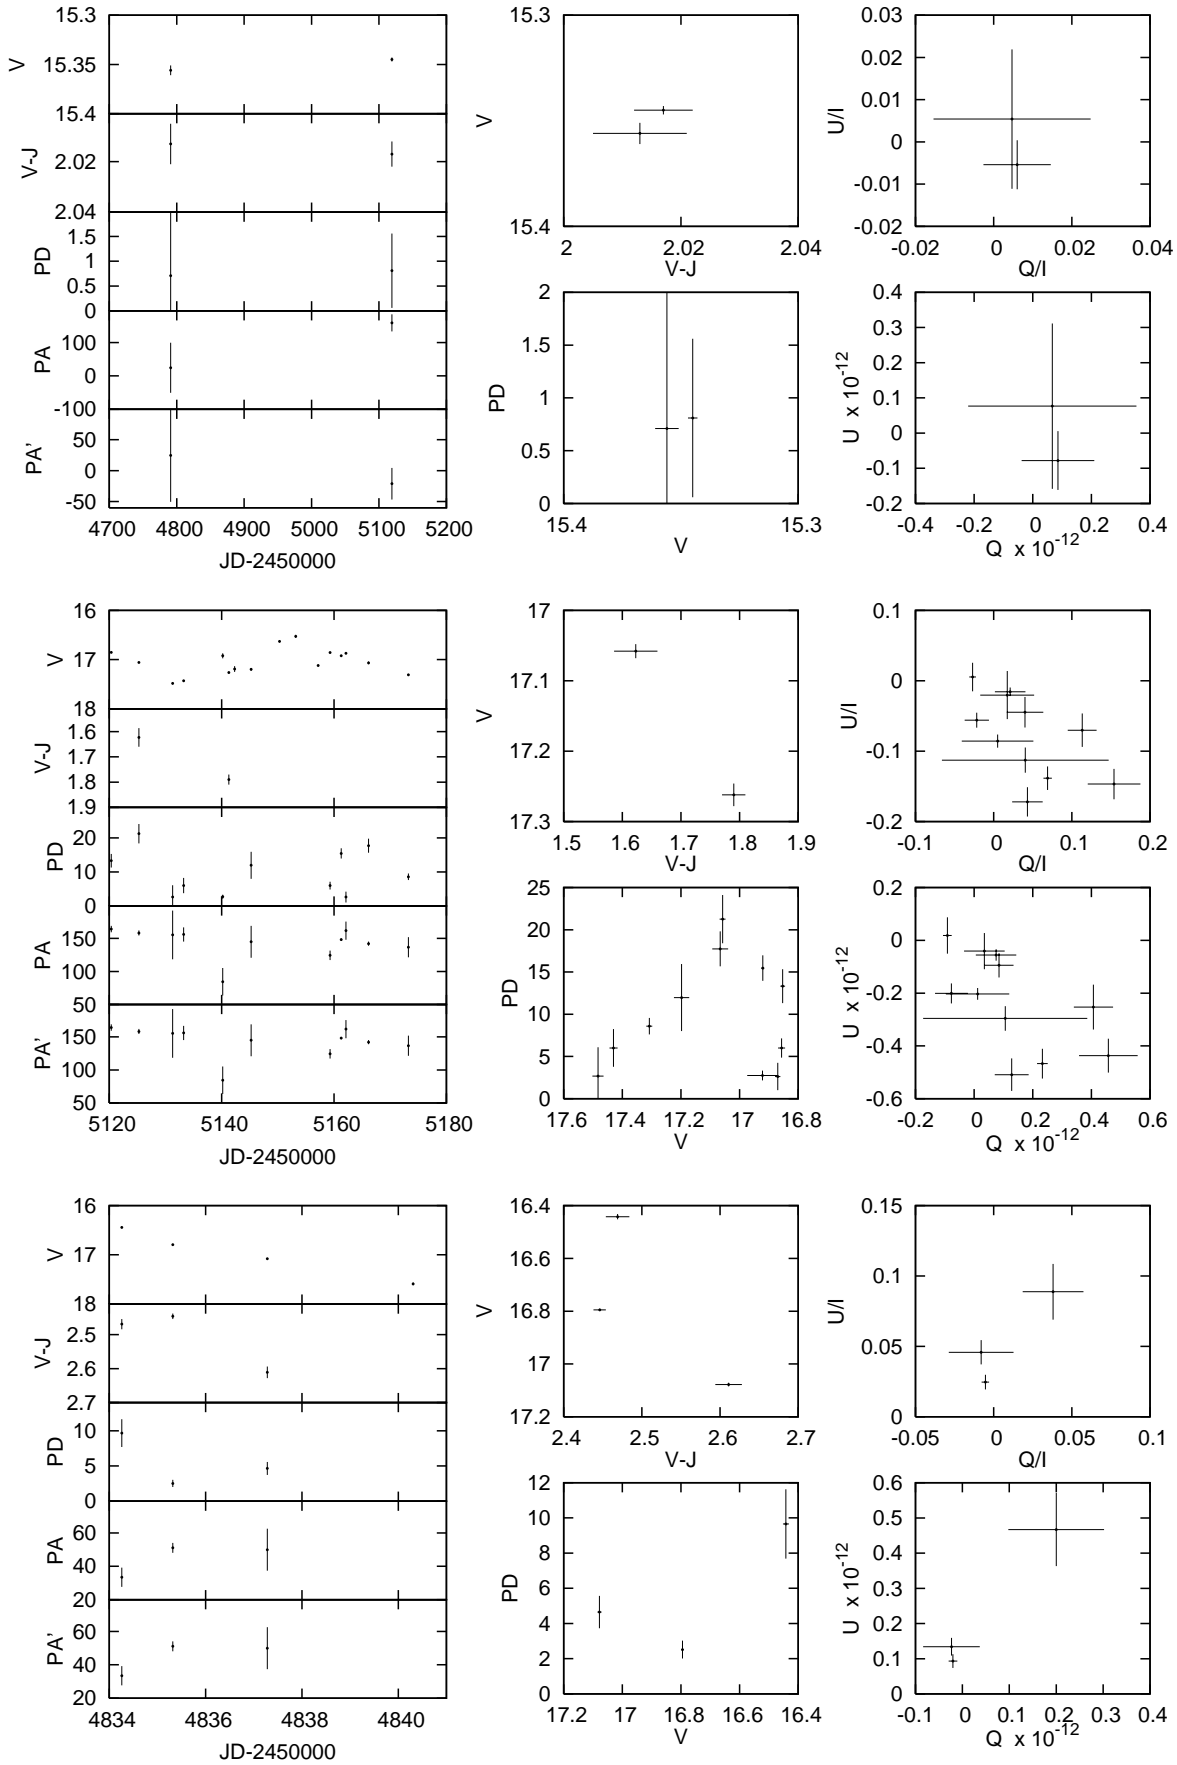 15.3
15.35
15.4
V
2.02
2.04
V-J
1.5
1
0.5
0
PD
100
0
-100
PA
50
0
-50
PA'
4700 4800 4900 5000 5100 5200
JD-2450000
15.3
15.4
V
2 2.02 2.04
V-J
0.03
0.02
0.01
0
-0.01
-0.02
U/I
-0.02 0 0.02 0.04
Q/I
2
1.5
1
0.5
0
PD
15.4 15.3
V
0.4
0.3
0.2
0.1
0
-0.1
-0.2
U x 10-12
-0.4 -0.2 0 0.2 0.4
Q x 10-12
16
17
18
V
1.6
1.7
1.8
1.9
V-J
20
10
0
PD
150
100
50
PA
150
100
50
PA'
5120 5140 5160 5180
JD-2450000
17
17.1
17.2
17.3
V
1.5 1.6 1.7 1.8 1.9
V-J
0.1
0
-0.1
-0.2
U/I
-0.1 0 0.1 0.2
Q/I
25
20
15
10
5
0
PD
17.6 17.4 17.2 17 16.8
V
0.2
0
-0.2
-0.4
-0.6
U x 10-12
-0.2 0 0.2 0.4 0.6
Q x 10-12
16
17
18
V
2.5
2.6
2.7
V-J
10
5
0
PD
60
40
20
PA
60
40
20
PA'
4834 4836 4838 4840
JD-2450000
16.4
16.6
16.8
17
17.2
V
2.4 2.5 2.6 2.7
V-J
0.15
0.1
0.05
0
U/I
-0.05 0 0.05 0.1
Q/I
12
10
8
6
4
2
0
PD
17.2 17 16.8 16.6 16.4
V
0.6
0.5
0.4
0.3
0.2
0.1
0
U x 10-12
-0.1 0 0.1 0.2 0.3 0.4
Q x 10-12